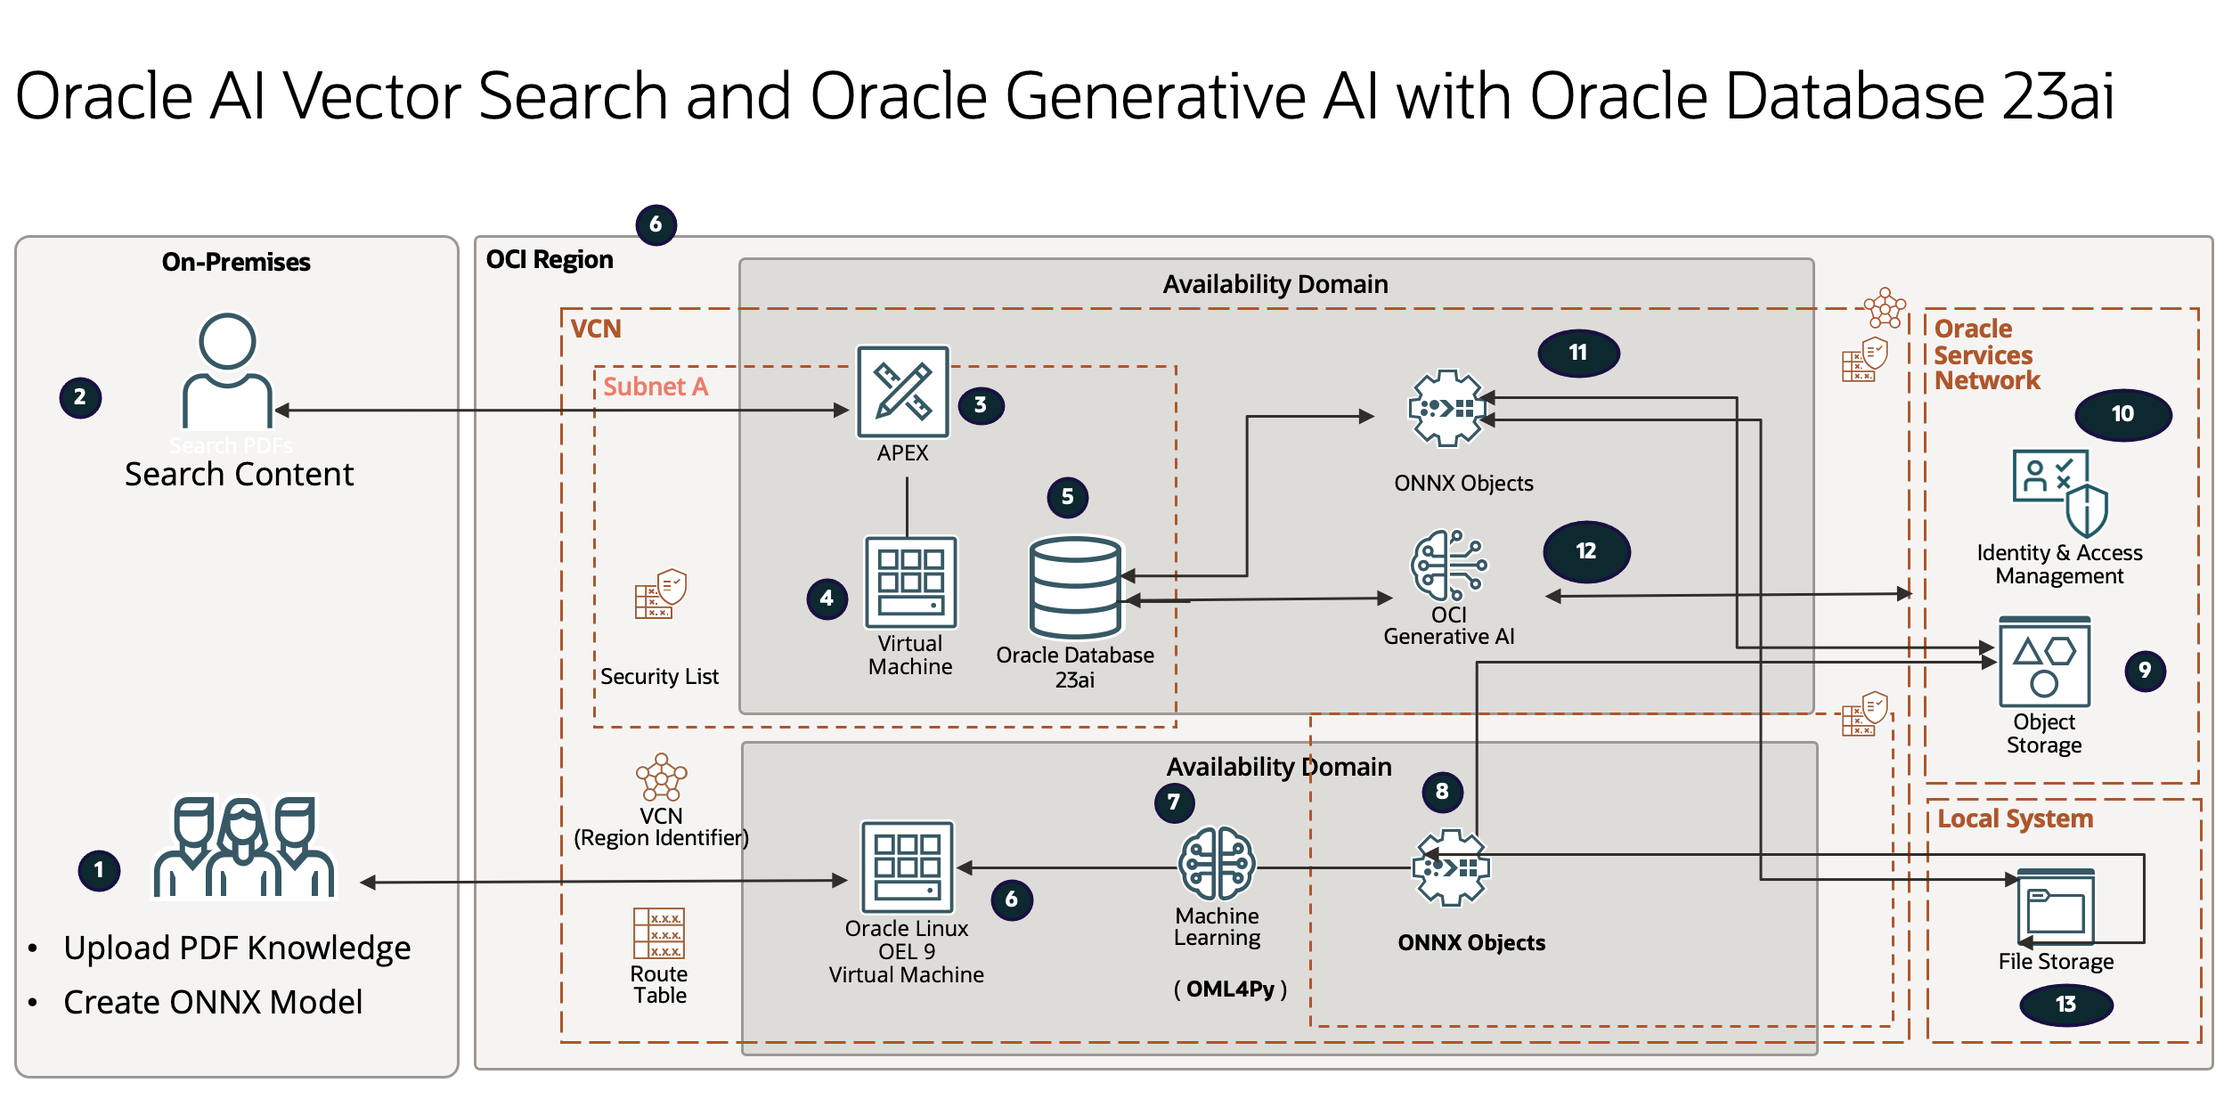 Oracle AI Vector Search and Oracle Generative AI with Oracle Database 23ai
On-Premises
2
Search PDFs
Search Content
1
• Upload PDF Knowledge
• Create ONNX Model
6
OCI Region
Availability Domain
VCN
Subnet A
APEX
3
4
Virtual
Machine
5
Oracle Database
23ai
Security List
11
ONNX Objects
12
OCI
Generative AI
VCN
(Region Identifier)
x.x.x.
x.x.x.
x.x.x.
Route
Table
Availability Domain
Oracle Linux
OEL 9
Virtual Machine
6
7
Machine
Learning
( OML4Py )
8
ONNX Objects
Oracle
Services
Network
10
Identity & Access
Management
9
Object
Storage
Local System
File Storage
13